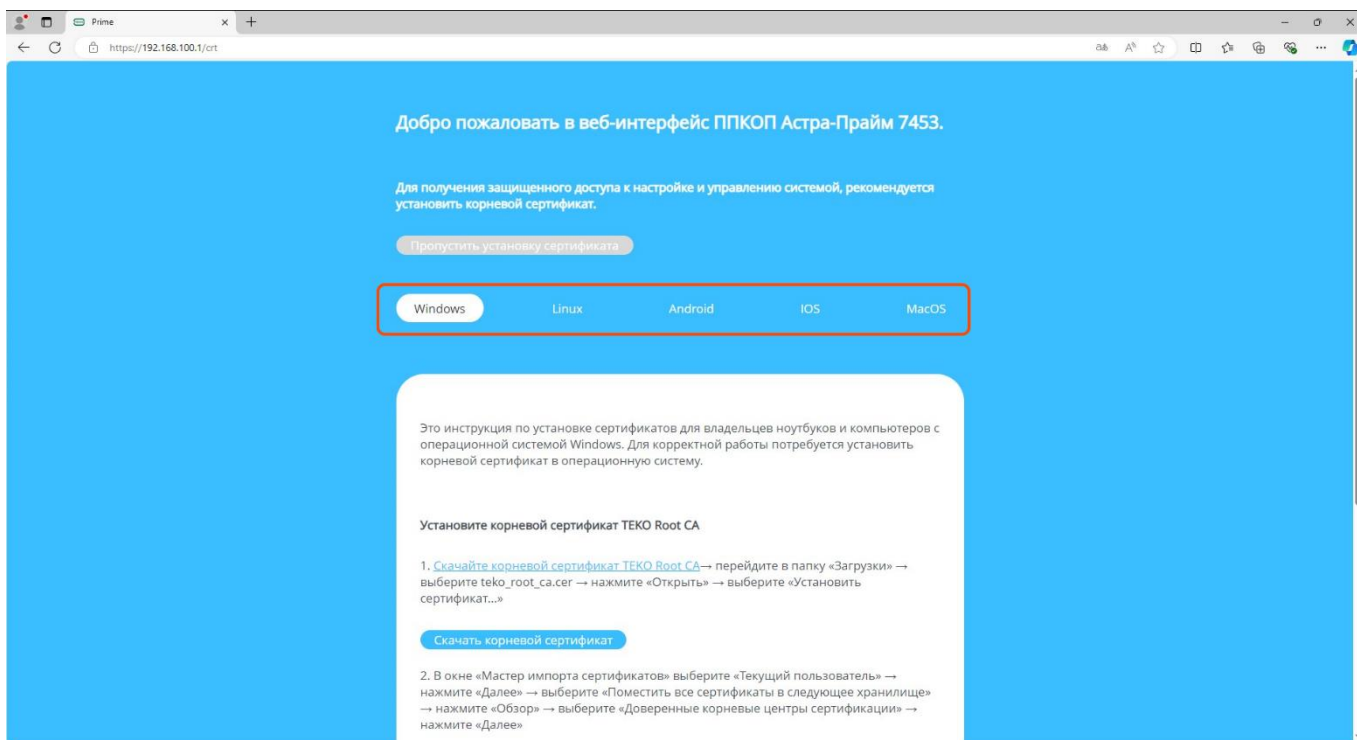 Prime
https://192.168.100.1/crt
Добро пожаловать в веб-интерфейс ППКОП Астра-Прайм 7453.
Для получения защищенного доступа к настройке и управлению системой, рекомендуется
установить корневой сертификат.
Пропустить установку сертификата
Windows Linux Android IOS MacOS
Это инструкция по установке сертификатов для владельцев ноутбуков и компьютеров с
операционной системой Windows. Для корректной работы потребуется установить
корневой сертификат в операционную систему.
Установите корневой сертификат TEKO Root CA
1. Скачайте корневой сертификат TEKO Root CA→ перейдите в папку «Загрузки» →
выберите teko_root_ca.cer → нажмите «Открыть» → выберите «Установить
сертификат...»
Скачать корневой сертификат
2. В окне «Мастер импорта сертификатов» выберите «Текущий пользователь» →
нажмите «Далее» → выберите «Поместить все сертификаты в следующее хранилище»
→ нажмите «Обзор» → выберите «Доверенные корневые центры сертификации» →
нажмите «Далее»